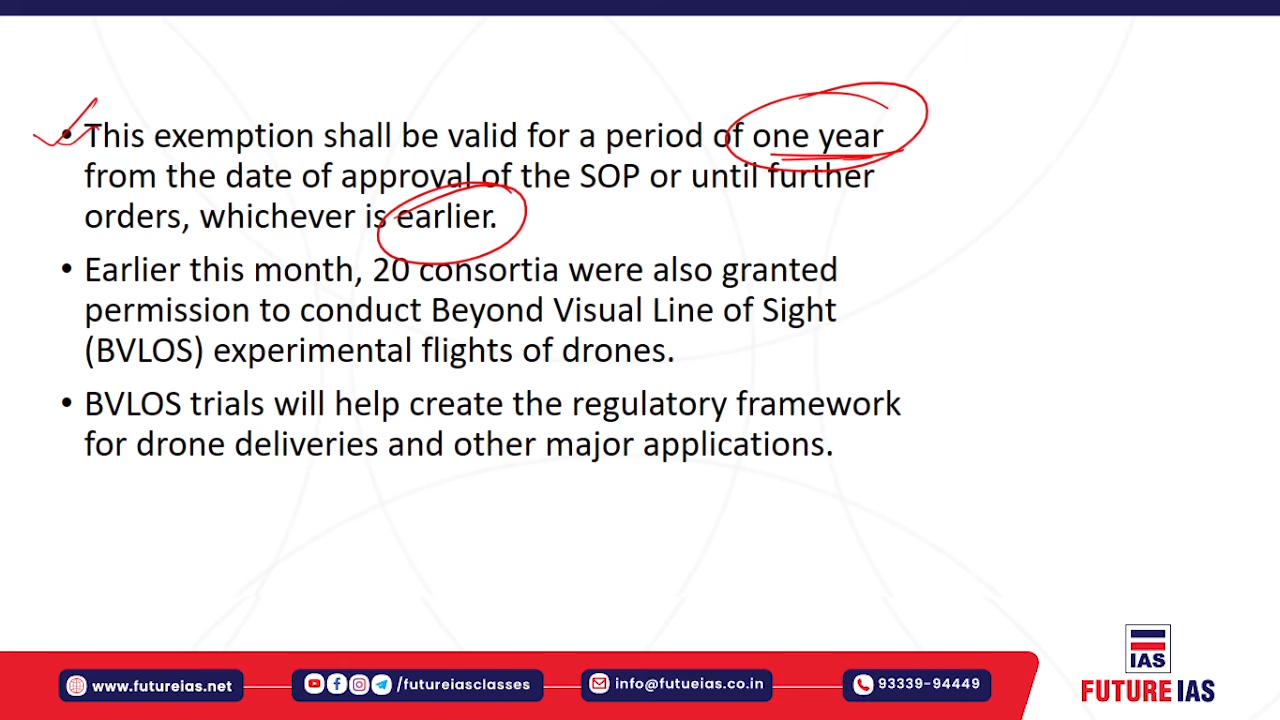 • This exemption shall be valid for a period of one year
from the date of approval of the SOP or until further
orders, whichever is earlier.
• Earlier this month, 20 consortia were also granted
permission to conduct Beyond Visual Line of Sight
(BVLOS) experimental flights of drones.
• BVLOS trials will help create the regulatory framework
for drone deliveries and other major applications.
www.futureias.net
/futureiasclasses
info@futueias.co.in
93339-94449
IAS
FUTURE IAS